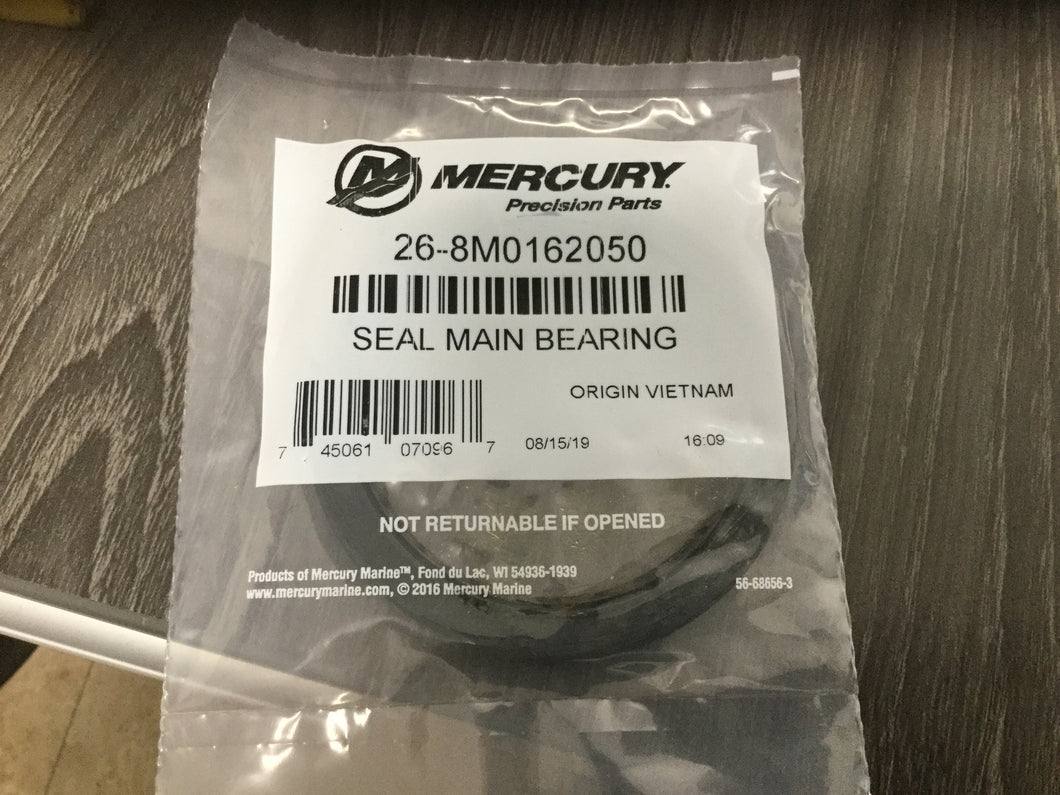 MERCURY
Precision Parts
26-8M0162050
SEAL MAIN BEARING
ORIGIN VIETNAM
7 45061 07096 7 08/15/19 16:09
NOT RETURNABLE IF OPENED
Products of Mercury Marine™, Fond du Lac, WI 54936-1939
www.mercurymarine.com, © 2016 Mercury Marine 56-68656-3